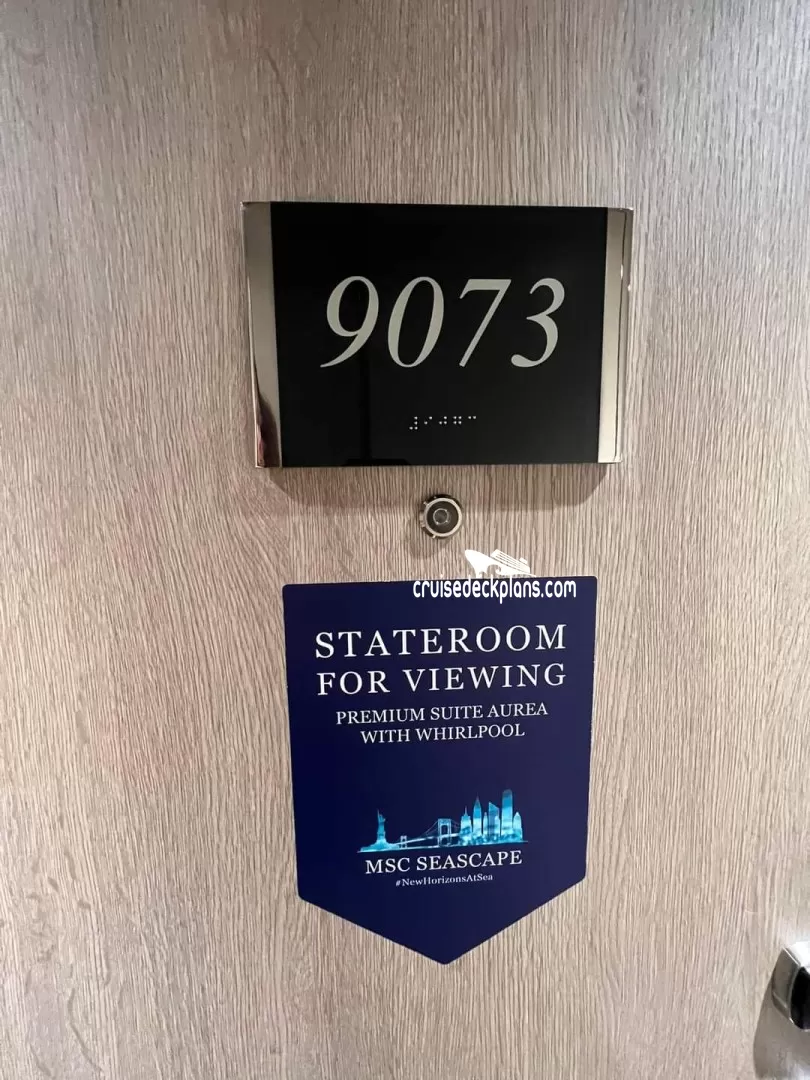 9073
⠼⠊⠚⠛⠉
cruisedeckplans.com
STATEROOM
FOR VIEWING
PREMIUM SUITE AUREA
WITH WHIRLPOOL
MSC SEASCAPE
#NewHorizonsAtSea